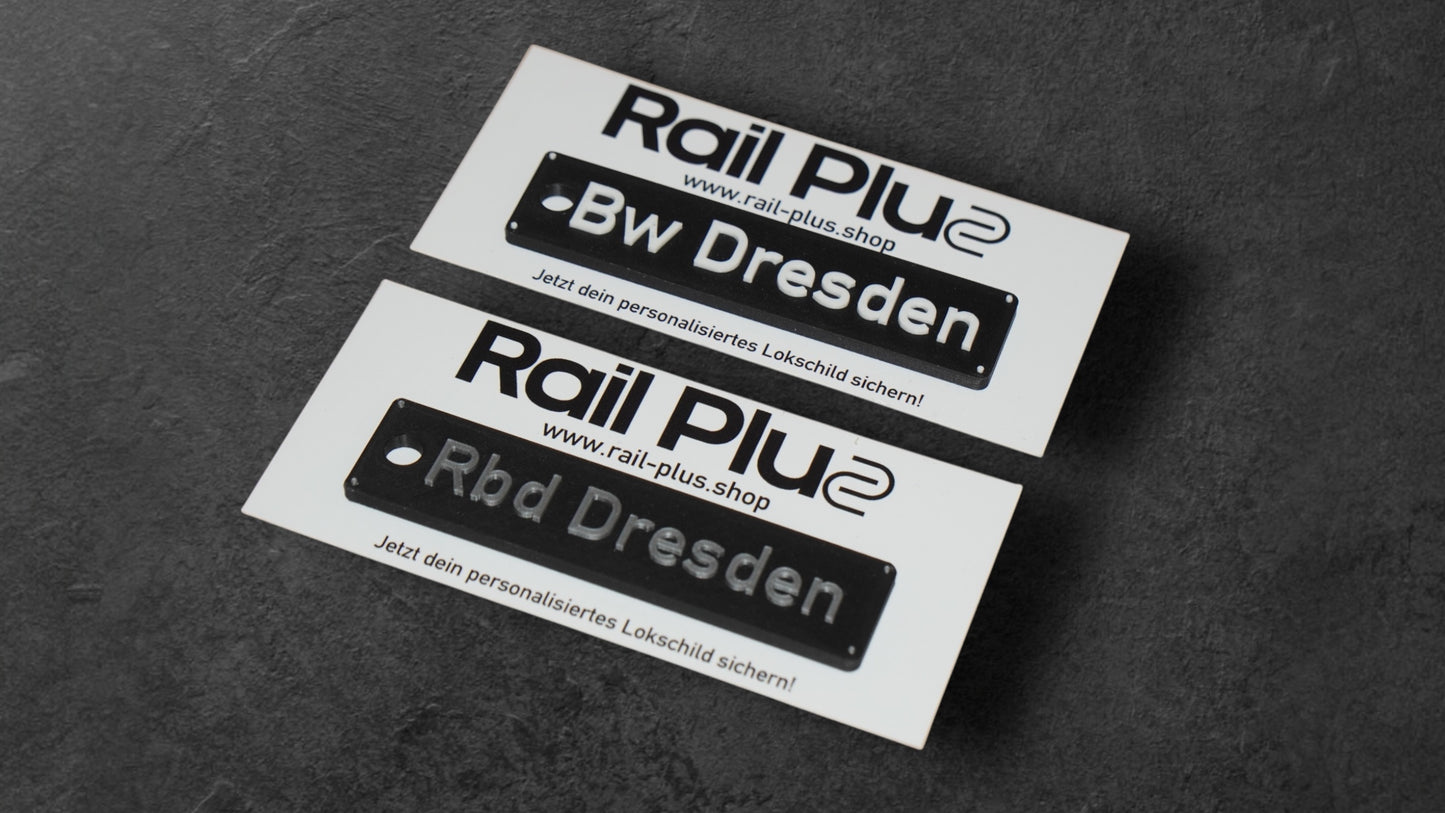 Rail Plus
www.rail-plus.shop
Bw Dresden
Jetzt dein personalisiertes Lokschild sichern!
Rail Plus
www.rail-plus.shop
Rbd Dresden
Jetzt dein personalisiertes Lokschild sichern!